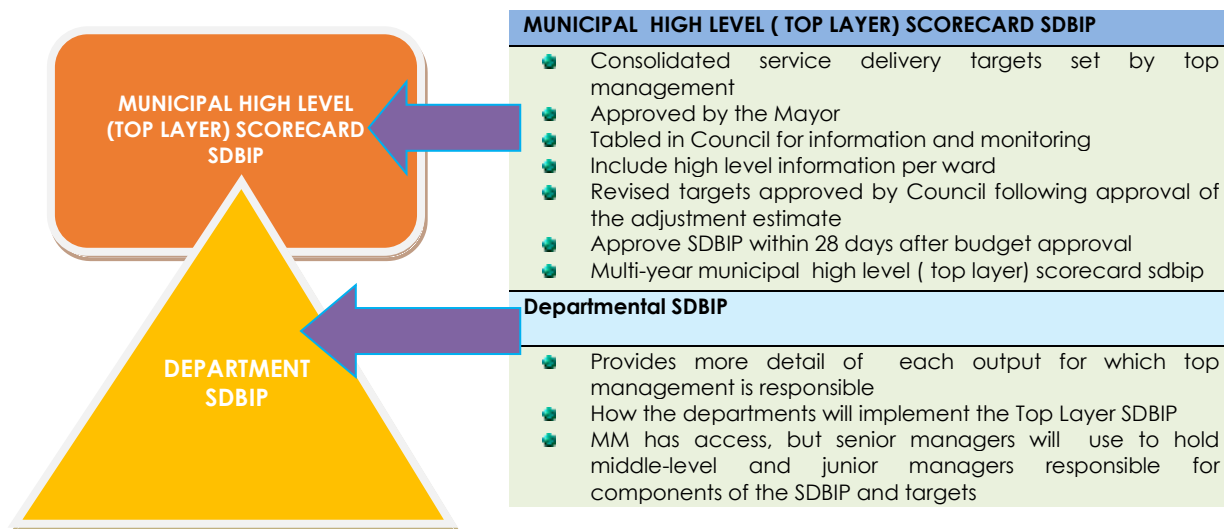 MUNICIPAL HIGH LEVEL
(TOP LAYER) SCORECARD
SDBIP
DEPARTMENT
SDBIP
MUNICIPAL HIGH LEVEL ( TOP LAYER) SCORECARD SDBIP
Consolidated service delivery targets set by top
management
Approved by the Mayor
Tabled in Council for information and monitoring
Include high level information per ward
Revised targets approved by Council following approval of
the adjustment estimate
Approve SDBIP within 28 days after budget approval
Multi-year municipal high level ( top layer) scorecard sdbip
Departmental SDBIP
Provides more detail of each output for which top
management is responsible
How the departments will implement the Top Layer SDBIP
MM has access, but senior managers will use to hold
middle-level and junior managers responsible for
components of the SDBIP and targets